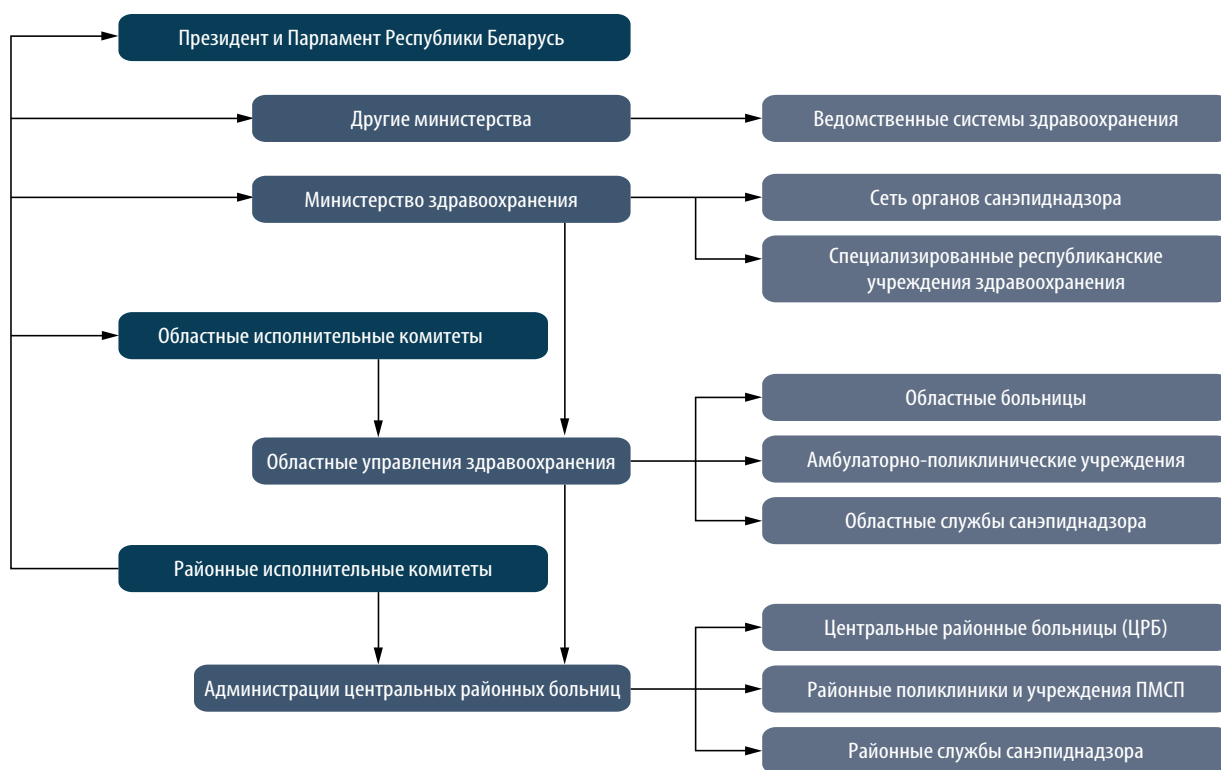 Президент и Парламент Республики Беларусь
Другие министерства
Ведомственные системы здравоохранения
Министерство здравоохранения
Сеть органов санэпиднадзора
Специализированные республиканские
учреждения здравоохранения
Областные исполнительные комитеты
Областные больницы
Областные управления здравоохранения
Амбулаторно-поликлинические учреждения
Областные службы санэпиднадзора
Районные исполнительные комитеты
Центральные районные больницы (ЦРБ)
Администрации центральных районных больниц
Районные поликлиники и учреждения ПМСП
Районные службы санэпиднадзора